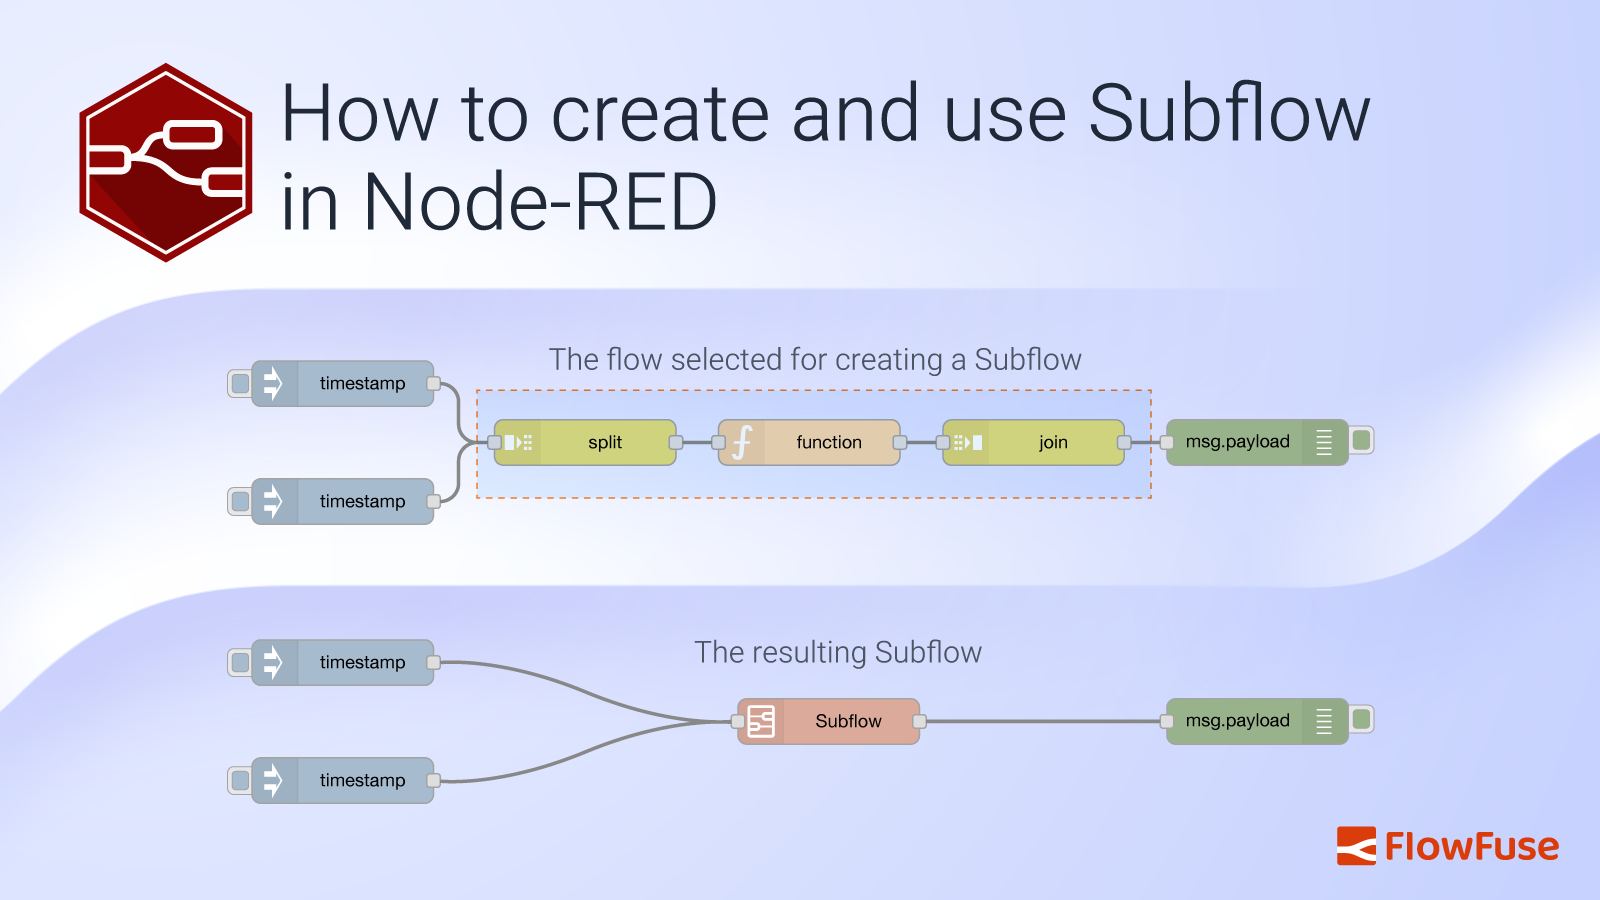 How to create and use Subflow
in Node-RED
The flow selected for creating a Subflow
timestamp
split
function
join
msg.payload
timestamp
The resulting Subflow
timestamp
Subflow
msg.payload
timestamp
FlowFuse